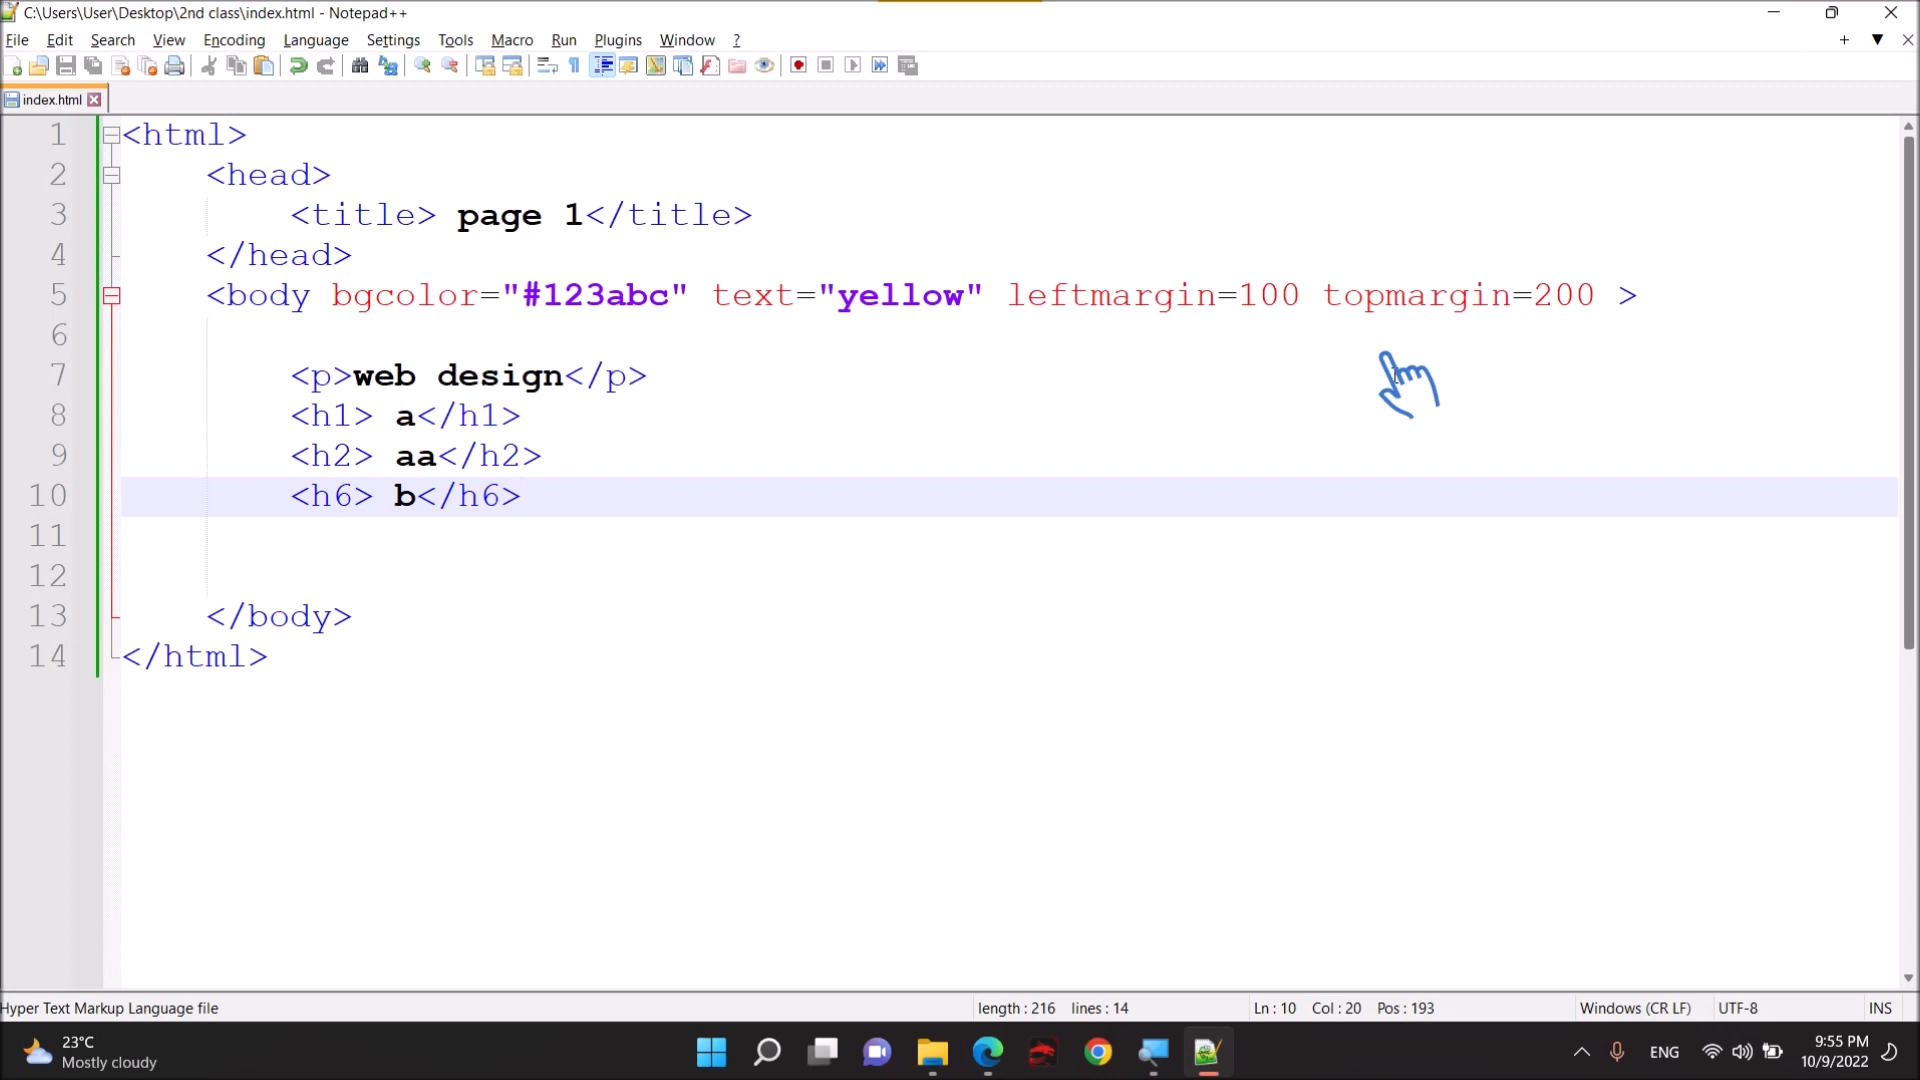 C:\Users\User\Desktop\2nd class\index.html - Notepad++
File Edit Search View Encoding Language Settings Tools Macro Run Plugins Window ?
index.html
1 <html>
2 <head>
3 <title> page 1</title>
4 </head>
5 <body bgcolor="#123abc" text="yellow" leftmargin=100 topmargin=200 >
6
7 <p>web design</p>
8 <h1> a</h1>
9 <h2> aa</h2>
10 <h6> b</h6>
11
12
13 </body>
14 </html>
Hyper Text Markup Language file length : 216 lines : 14 Ln : 10 Col : 20 Pos : 193 Windows (CR LF) UTF-8 INS
23°C
Mostly cloudy
ENG
9:55 PM
10/9/2022